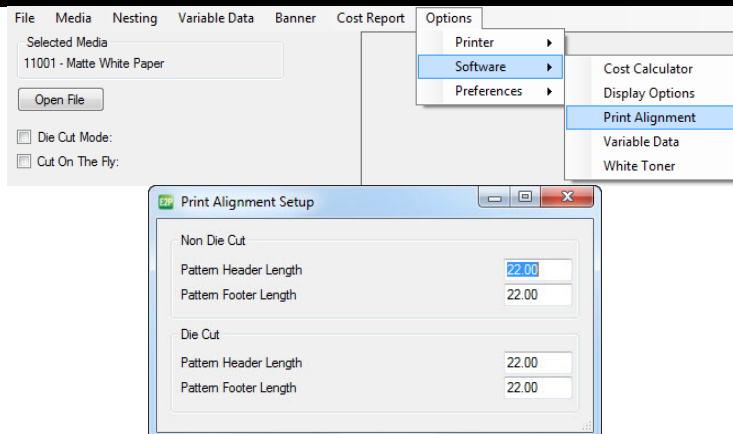 File Media Nesting Variable Data Banner Cost Report Options
Selected Media
11001 - Matte White Paper
Open File
Die Cut Mode:
Cut On The Fly:
Printer
Software
Preferences
Cost Calculator
Display Options
Print Alignment
Variable Data
White Toner
Print Alignment Setup
Non Die Cut
Pattern Header Length 22.00
Pattern Footer Length 22.00
Die Cut
Pattern Header Length 22.00
Pattern Footer Length 22.00